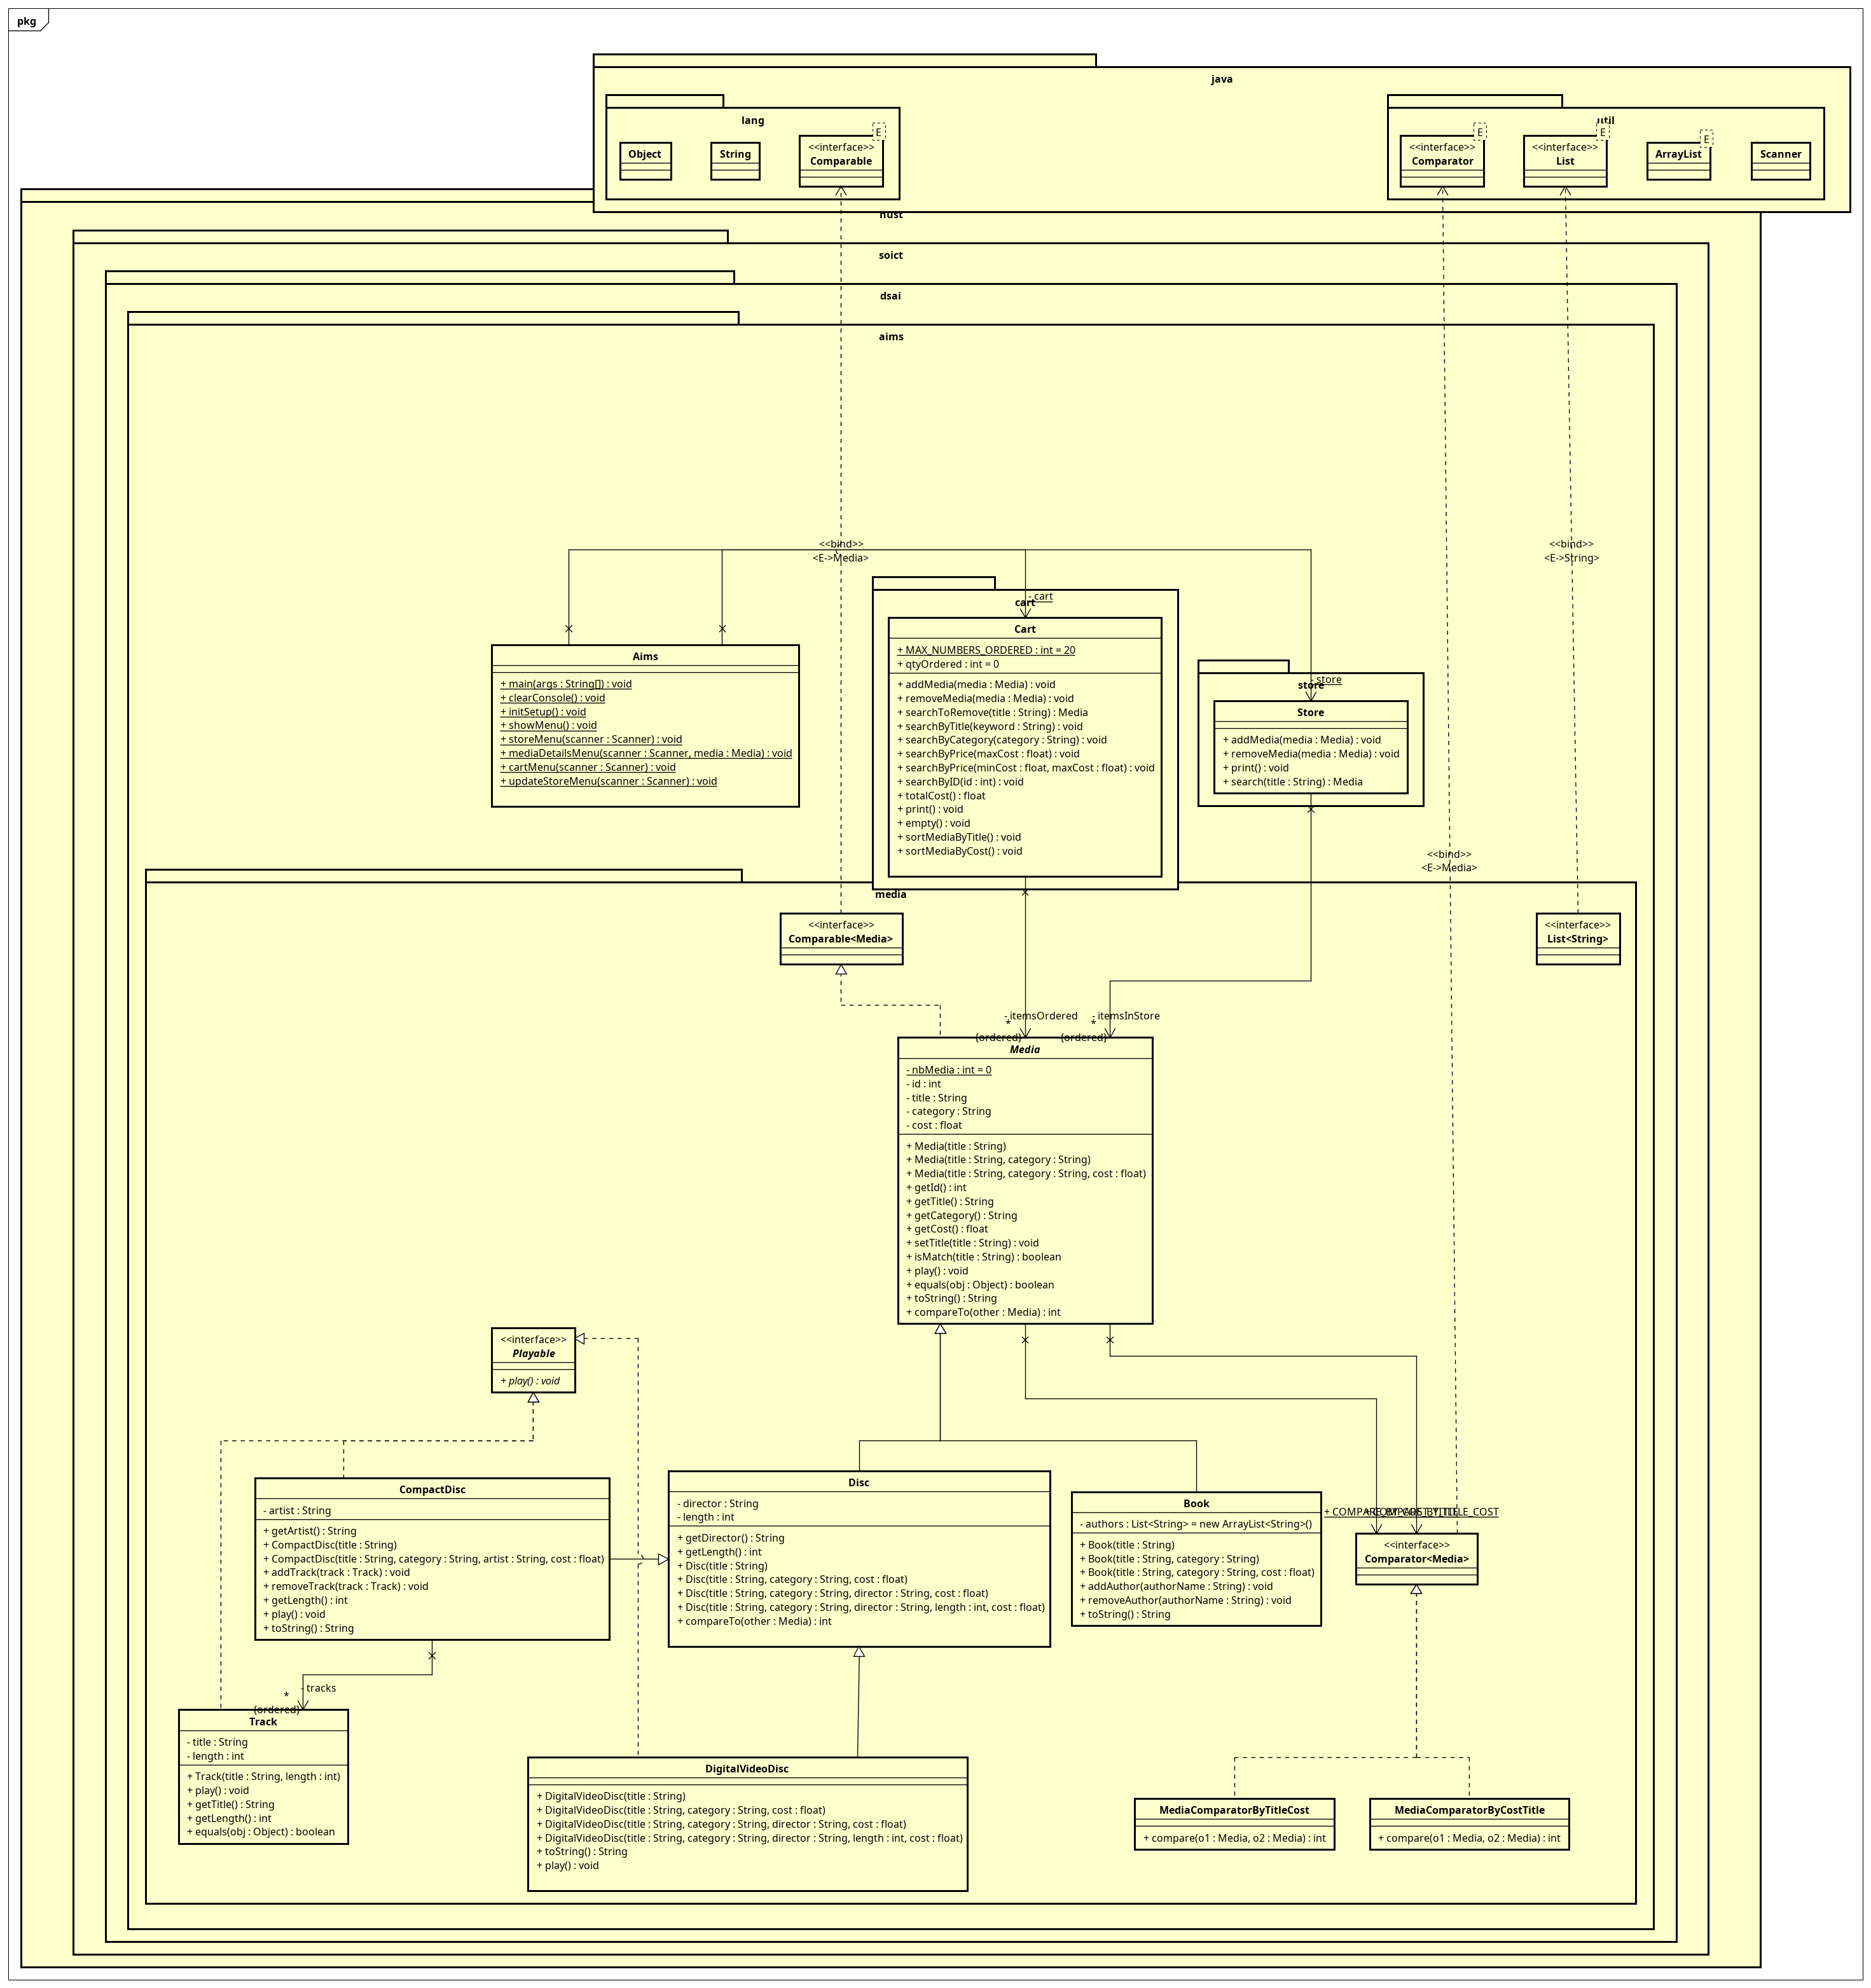 pkg
java
lang
Object
String
E
<<interface>>
Comparable
util
E
<<interface>>
Comparator
E
<<interface>>
List
E
ArrayList
Scanner
hust
soict
dsai
aims
<<bind>>
<E->Media>
<<bind>>
<E->String>
Aims
+ main(args : String[]) : void
+ clearConsole() : void
+ initSetup() : void
+ showMenu() : void
+ storeMenu(scanner : Scanner) : void
+ mediaDetailsMenu(scanner : Scanner, media : Media) : void
+ cartMenu(scanner : Scanner) : void
+ updateStoreMenu(scanner : Scanner) : void
- cart
cart
Cart
+ MAX_NUMBERS_ORDERED : int = 20
+ qtyOrdered : int = 0
+ addMedia(media : Media) : void
+ removeMedia(media : Media) : void
+ searchToRemove(title : String) : Media
+ searchByTitle(keyword : String) : void
+ searchByCategory(category : String) : void
+ searchByPrice(maxCost : float) : void
+ searchByPrice(minCost : float, maxCost : float) : void
+ searchByID(id : int) : void
+ totalCost() : float
+ print() : void
+ empty() : void
+ sortMediaByTitle() : void
+ sortMediaByCost() : void
- store
store
Store
+ addMedia(media : Media) : void
+ removeMedia(media : Media) : void
+ print() : void
+ search(title : String) : Media
<<bind>>
<E->Media>
media
<<interface>>
Comparable<Media>
<<interface>>
List<String>
- itemsOrdered
*
{ordered}
- itemsInStore
*
{ordered}
Media
- nbMedia : int = 0
- id : int
- title : String
- category : String
- cost : float
+ Media(title : String)
+ Media(title : String, category : String)
+ Media(title : String, category : String, cost : float)
+ getId() : int
+ getTitle() : String
+ getCategory() : String
+ getCost() : float
+ setTitle(title : String) : void
+ isMatch(title : String) : boolean
+ play() : void
+ equals(obj : Object) : boolean
+ toString() : String
+ compareTo(other : Media) : int
<<interface>>
Playable
+ play() : void
CompactDisc
- artist : String
+ getArtist() : String
+ CompactDisc(title : String)
+ CompactDisc(title : String, category : String, artist : String, cost : float)
+ addTrack(track : Track) : void
+ removeTrack(track : Track) : void
+ getLength() : int
+ play() : void
+ toString() : String
Disc
- director : String
- length : int
+ getDirector() : String
+ getLength() : int
+ Disc(title : String)
+ Disc(title : String, category : String, cost : float)
+ Disc(title : String, category : String, director : String, cost : float)
+ Disc(title : String, category : String, director : String, length : int, cost : float)
+ compareTo(other : Media) : int
Book
- authors : List<String> = new ArrayList<String>()
+ Book(title : String)
+ Book(title : String, category : String)
+ Book(title : String, category : String, cost : float)
+ addAuthor(authorName : String) : void
+ removeAuthor(authorName : String) : void
+ toString() : String
<<interface>>
Comparator<Media>
- tracks
*
{ordered}
Track
- title : String
- length : int
+ Track(title : String, length : int)
+ play() : void
+ getTitle() : String
+ getLength() : int
+ equals(obj : Object) : boolean
DigitalVideoDisc
+ DigitalVideoDisc(title : String)
+ DigitalVideoDisc(title : String, category : String, cost : float)
+ DigitalVideoDisc(title : String, category : String, director : String, cost : float)
+ DigitalVideoDisc(title : String, category : String, director : String, length : int, cost : float)
+ toString() : String
+ play() : void
MediaComparatorByTitleCost
+ compare(o1 : Media, o2 : Media) : int
MediaComparatorByCostTitle
+ compare(o1 : Media, o2 : Media) : int